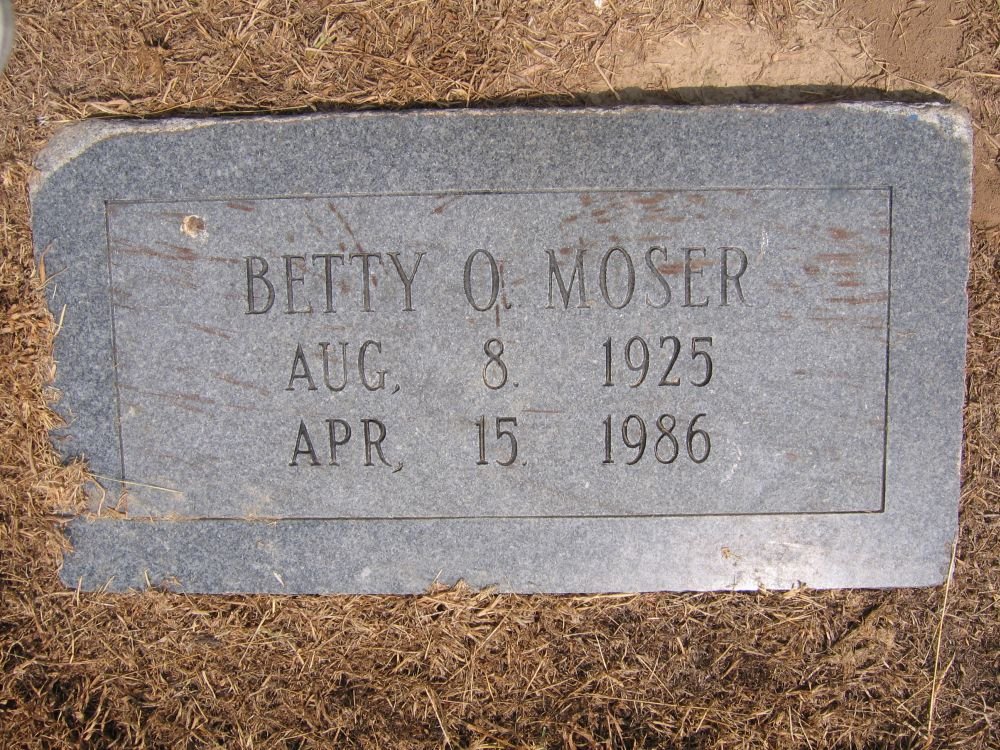 BETTY O. MOSER
AUG, 8. 1925
APR, 15. 1986